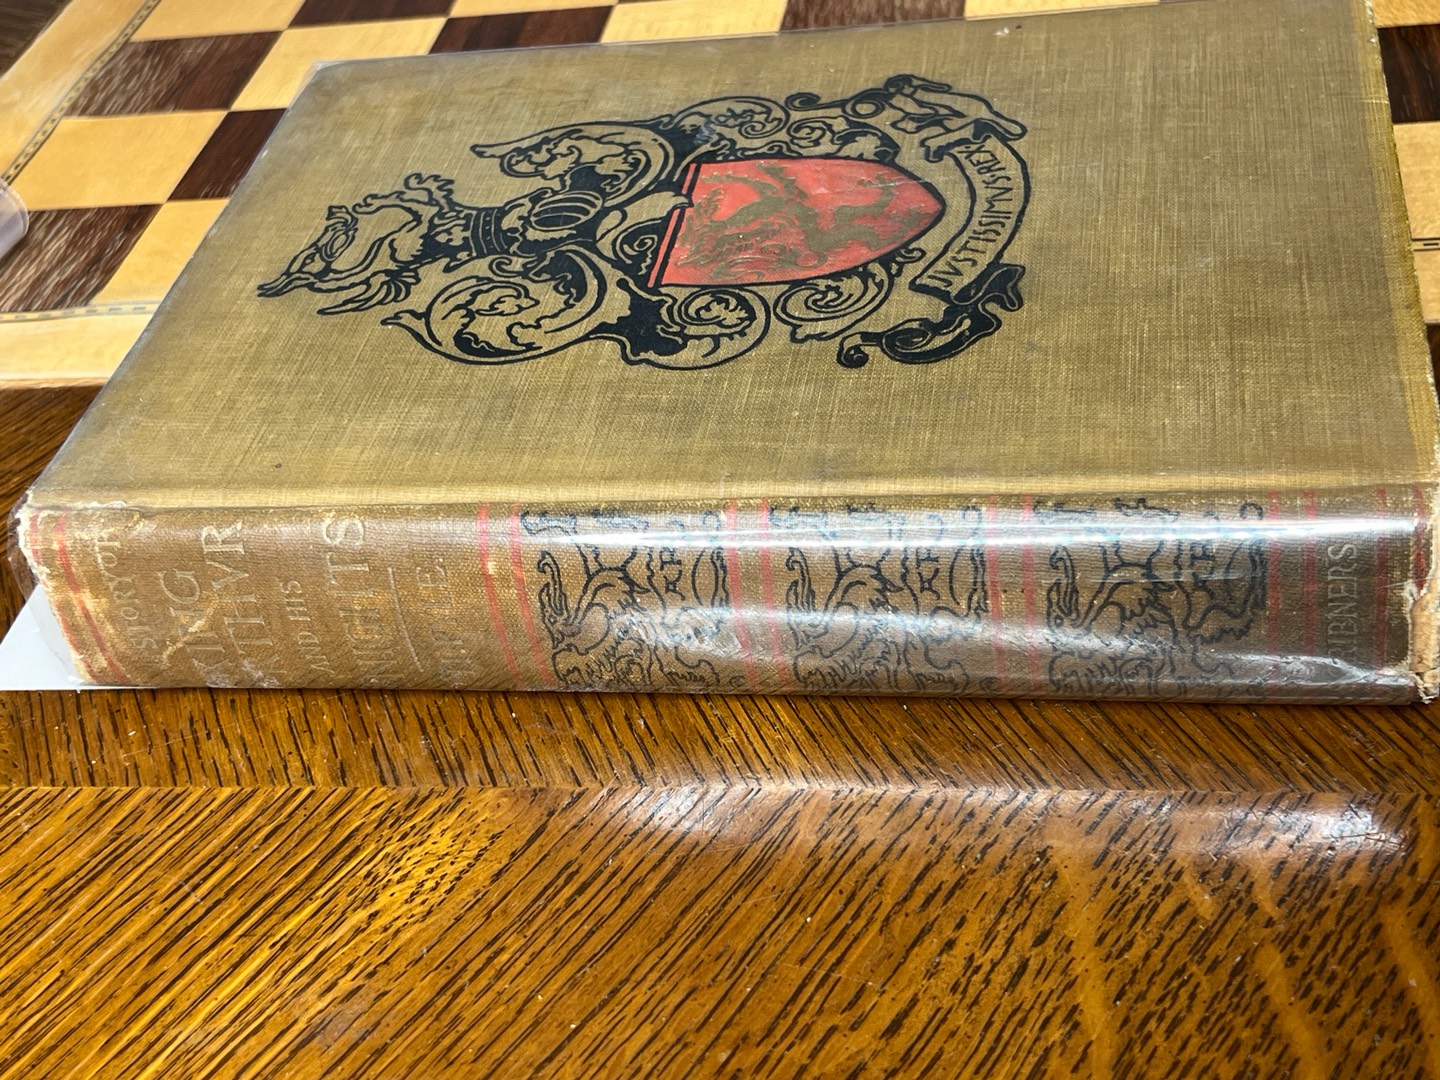 STORY OF
KING
ARTHVR
AND HIS
KNIGHTS
PYLE
SCRIBNERS
IVSTISSIMVS·REX·